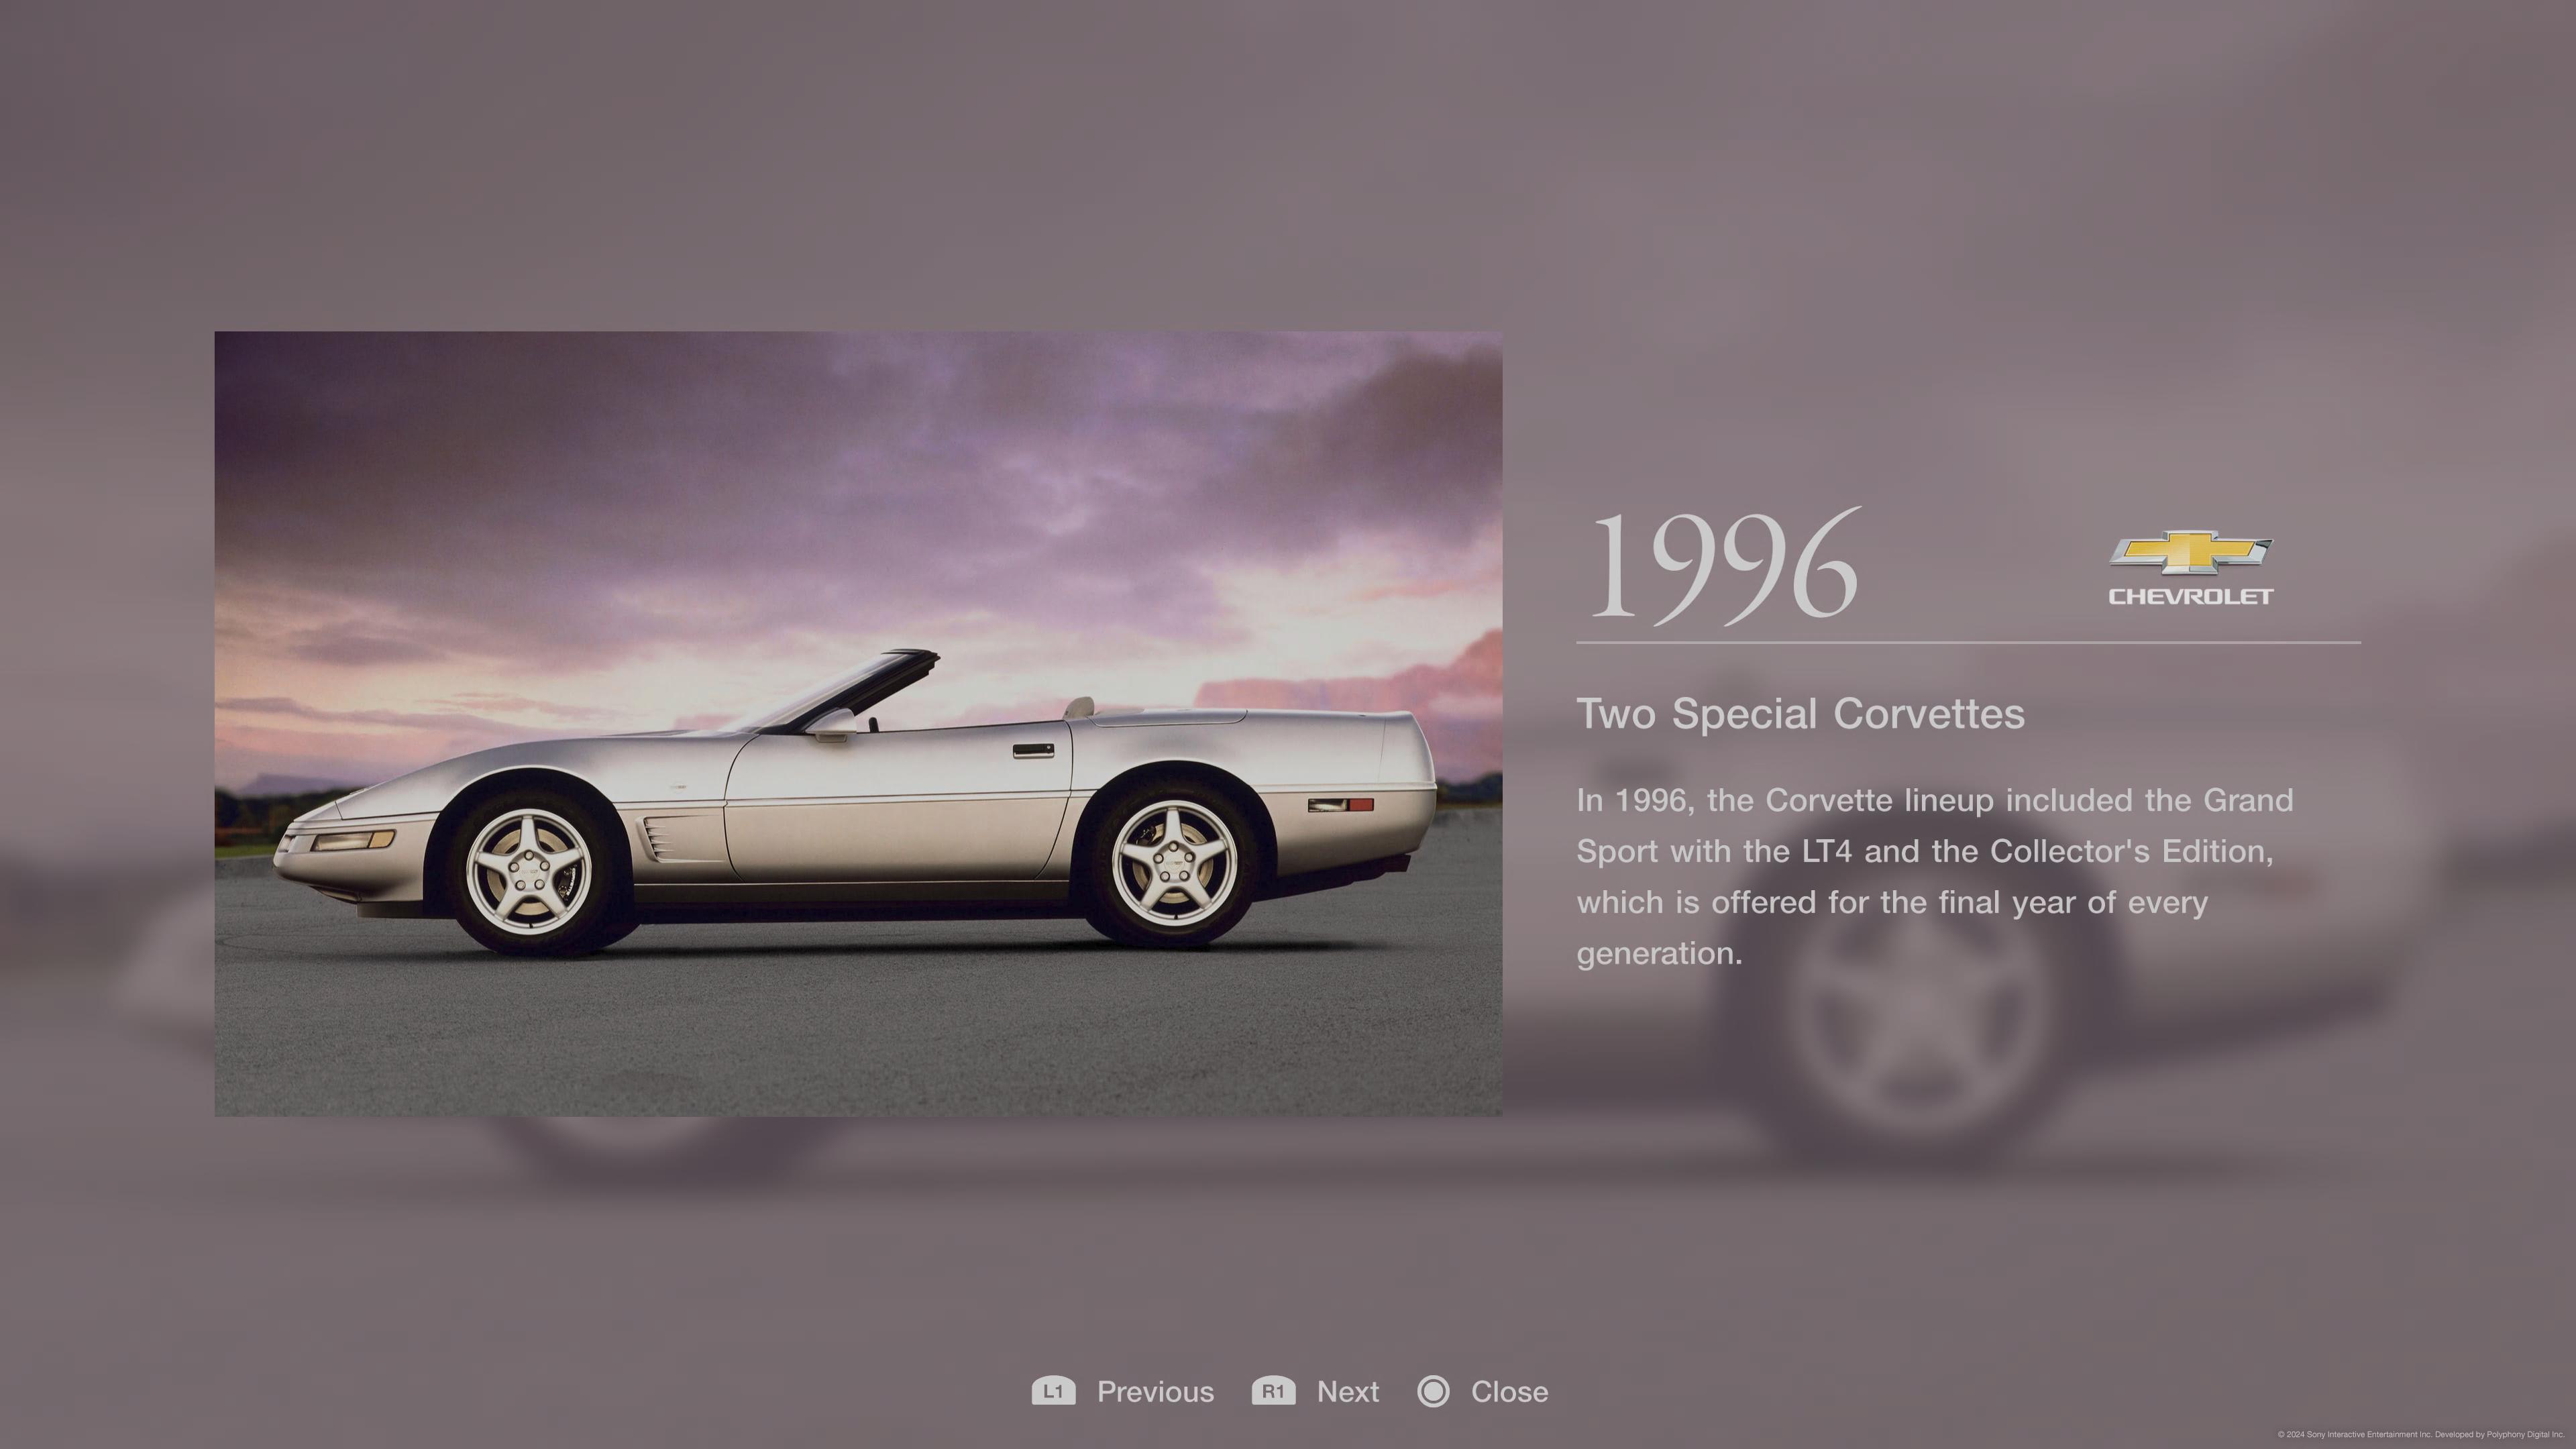 1996
CHEVROLET
Two Special Corvettes
In 1996, the Corvette lineup included the Grand
Sport with the LT4 and the Collector's Edition,
which is offered for the final year of every
generation.
L1 Previous R1 Next Close
© 2024 Sony Interactive Entertainment Inc. Developed by Polyphony Digital Inc.